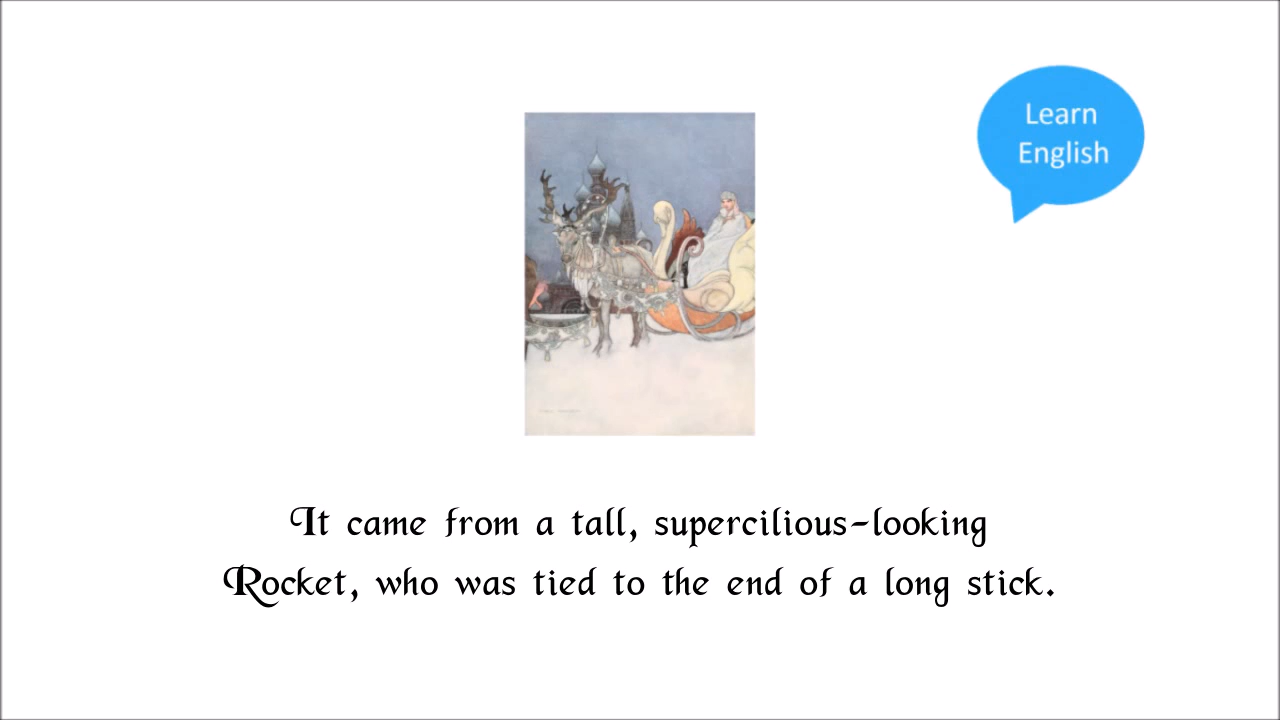 Learn
English
It came from a tall, supercilious-looking
Rocket, who was tied to the end of a long stick.